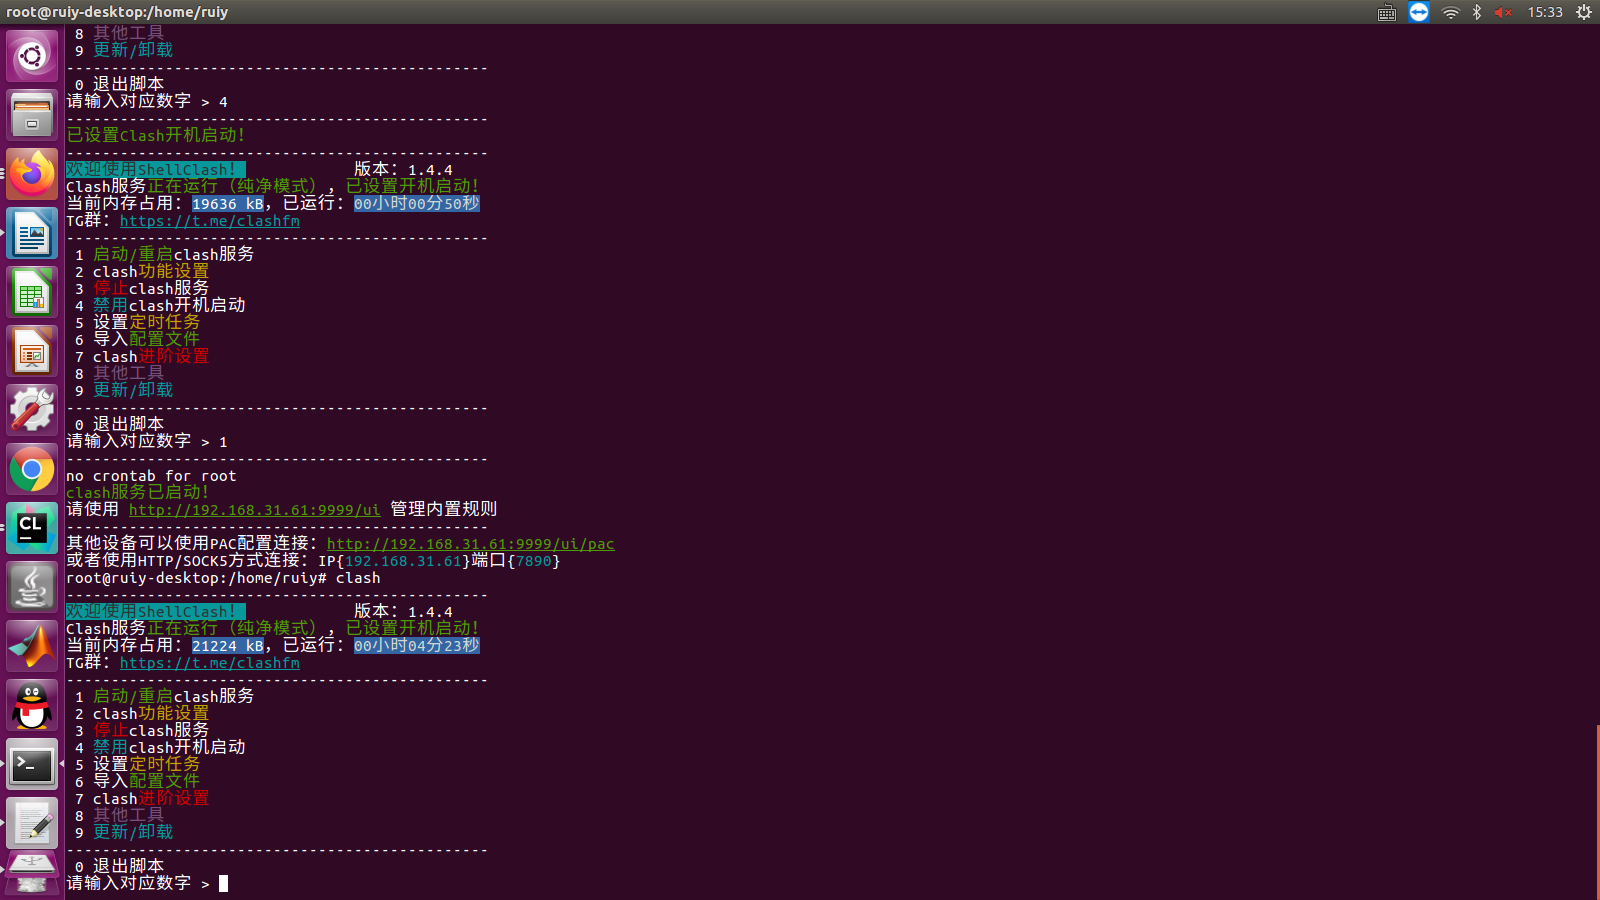 root@ruiy-desktop:/home/ruiy
15:33
8 其他工具
9 更新/卸载
-----------------------------------------------
0 退出脚本
请输入对应数字 > 4
-----------------------------------------------
已设置Clash开机启动！
-----------------------------------------------
欢迎使用ShellClash！ 版本：1.4.4
Clash服务正在运行（纯净模式），已设置开机启动！
当前内存占用：19636 kB，已运行：00小时00分50秒
TG群：https://t.me/clashfm
-----------------------------------------------
1 启动/重启clash服务
2 clash功能设置
3 停止clash服务
4 禁用clash开机启动
5 设置定时任务
6 导入配置文件
7 clash进阶设置
8 其他工具
9 更新/卸载
-----------------------------------------------
0 退出脚本
请输入对应数字 > 1
-----------------------------------------------
no crontab for root
clash服务已启动！
请使用 http://192.168.31.61:9999/ui 管理内置规则
-----------------------------------------------
其他设备可以使用PAC配置连接：http://192.168.31.61:9999/ui/pac
或者使用HTTP/SOCK5方式连接：IP{192.168.31.61}端口{7890}
root@ruiy-desktop:/home/ruiy# clash
-----------------------------------------------
欢迎使用ShellClash！ 版本：1.4.4
Clash服务正在运行（纯净模式），已设置开机启动！
当前内存占用：21224 kB，已运行：00小时04分23秒
TG群：https://t.me/clashfm
-----------------------------------------------
1 启动/重启clash服务
2 clash功能设置
3 停止clash服务
4 禁用clash开机启动
5 设置定时任务
6 导入配置文件
7 clash进阶设置
8 其他工具
9 更新/卸载
-----------------------------------------------
0 退出脚本
请输入对应数字 >
CL